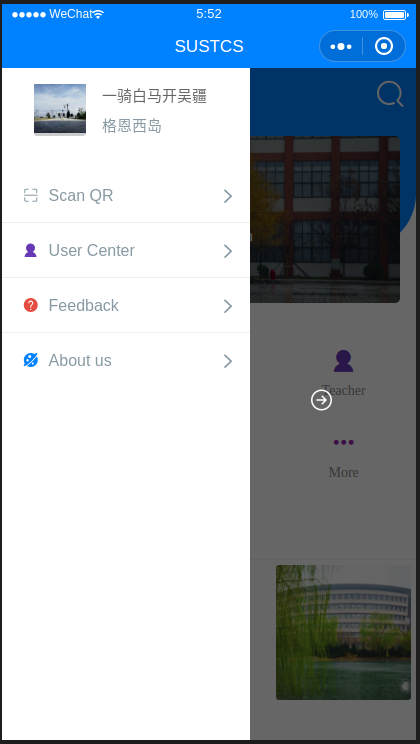 WeChat
5:52
100%
SUSTCS
一骑白马开吴疆
格恩西岛
Scan QR
User Center
Feedback
About us
Teacher
More